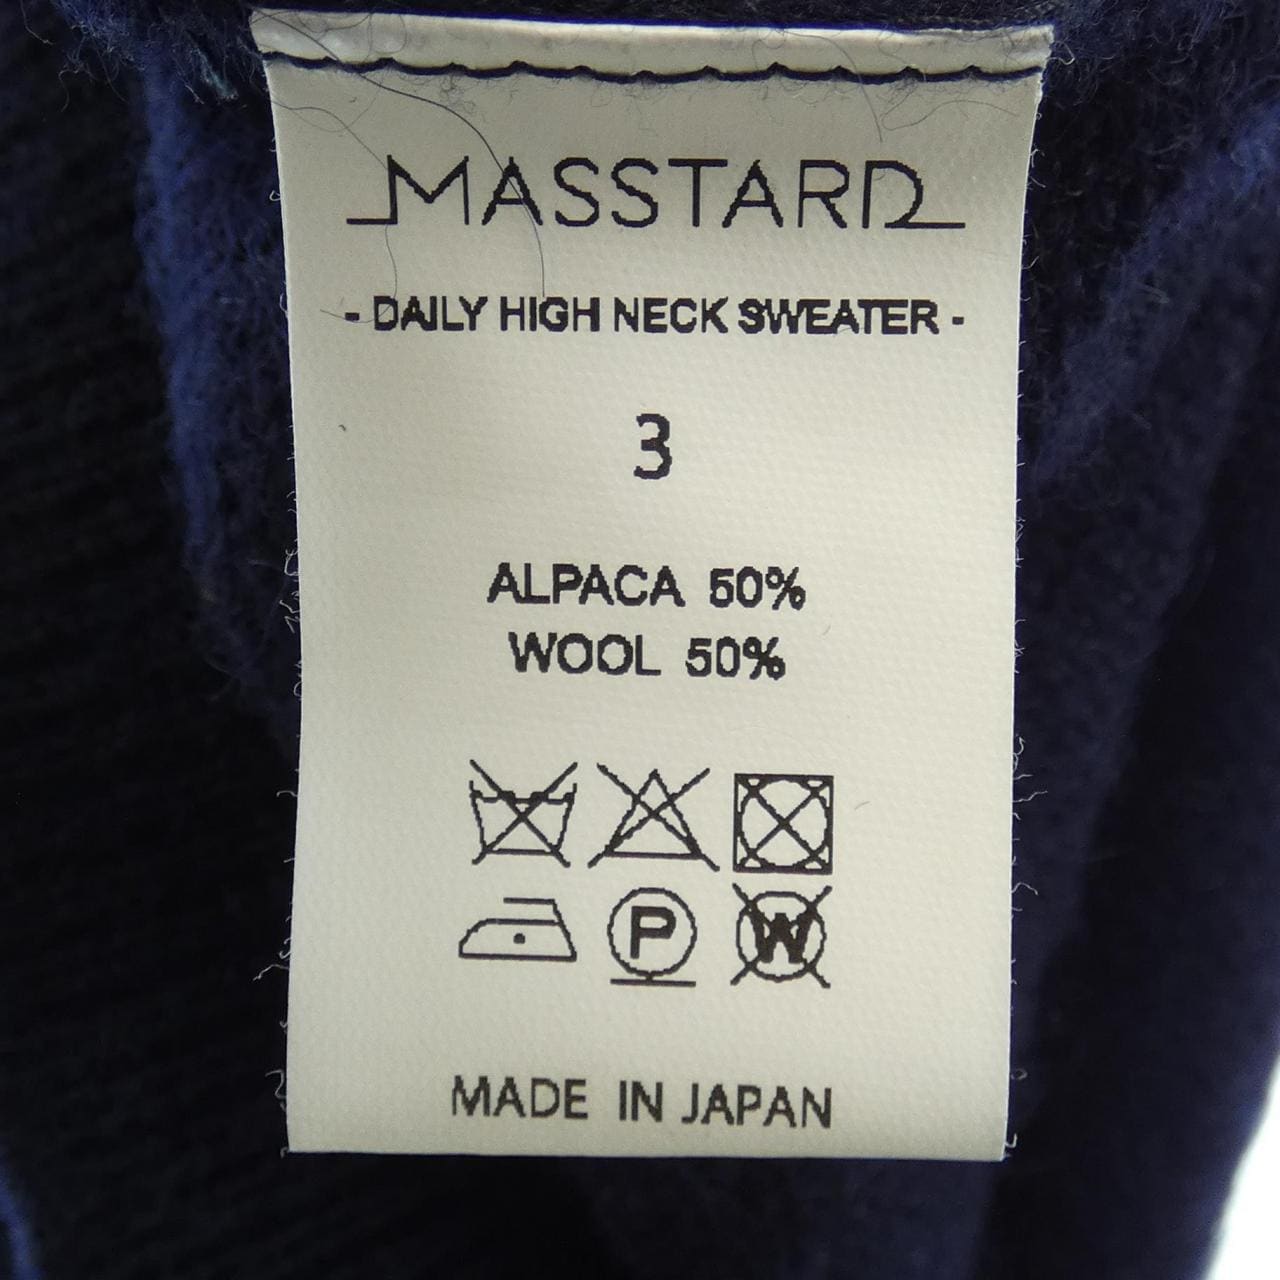 MASSTARD
- DAILY HIGH NECK SWEATER -
3
ALPACA 50%
WOOL 50%
P W
MADE IN JAPAN